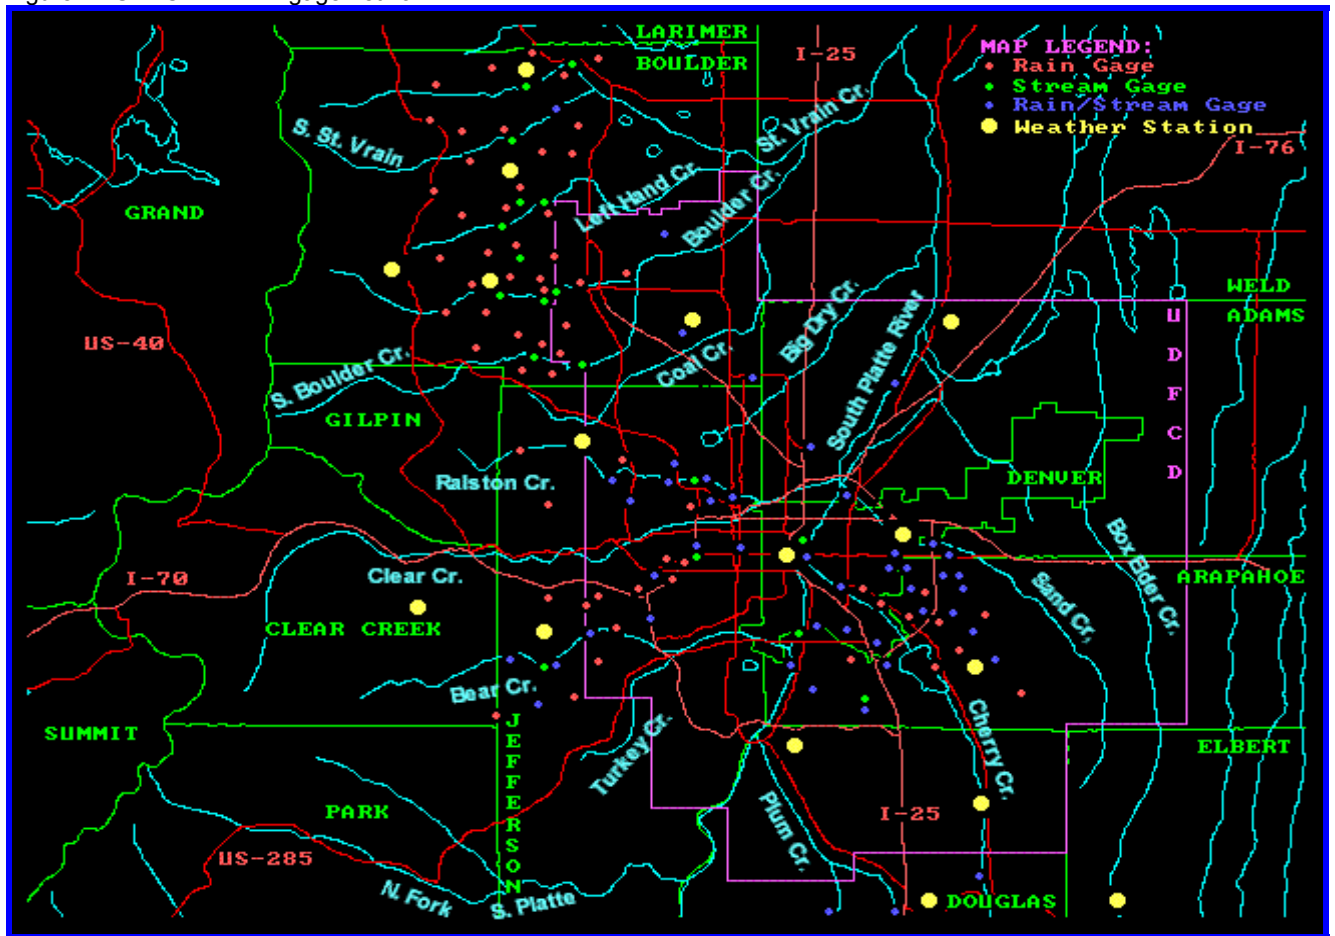 LARIMER
BOULDER
I-25
MAP LEGEND:
Rain Gage
Stream Gage
Rain/Stream Gage
Weather Station
I-76
S. St. Vrain
St. Vrain Cr.
GRAND
Left Hand Cr.
Boulder Cr.
WELD
ADAMS
UDFCD
US-40
Big Dry Cr.
South Platte River
S. Boulder Cr.
Coal Cr.
GILPIN
Ralston Cr.
DENVER
I-70
Clear Cr.
Box Elder Cr.
ARAPAHOE
Sand Cr,
CLEAR CREEK
Bear Cr.
JEFFERSON
SUMMIT
Turkey Cr.
Cherry Cr.
ELBERT
PARK
Plum Cr.
I-25
US-285
N. Fork
S. Platte
DOUGLAS